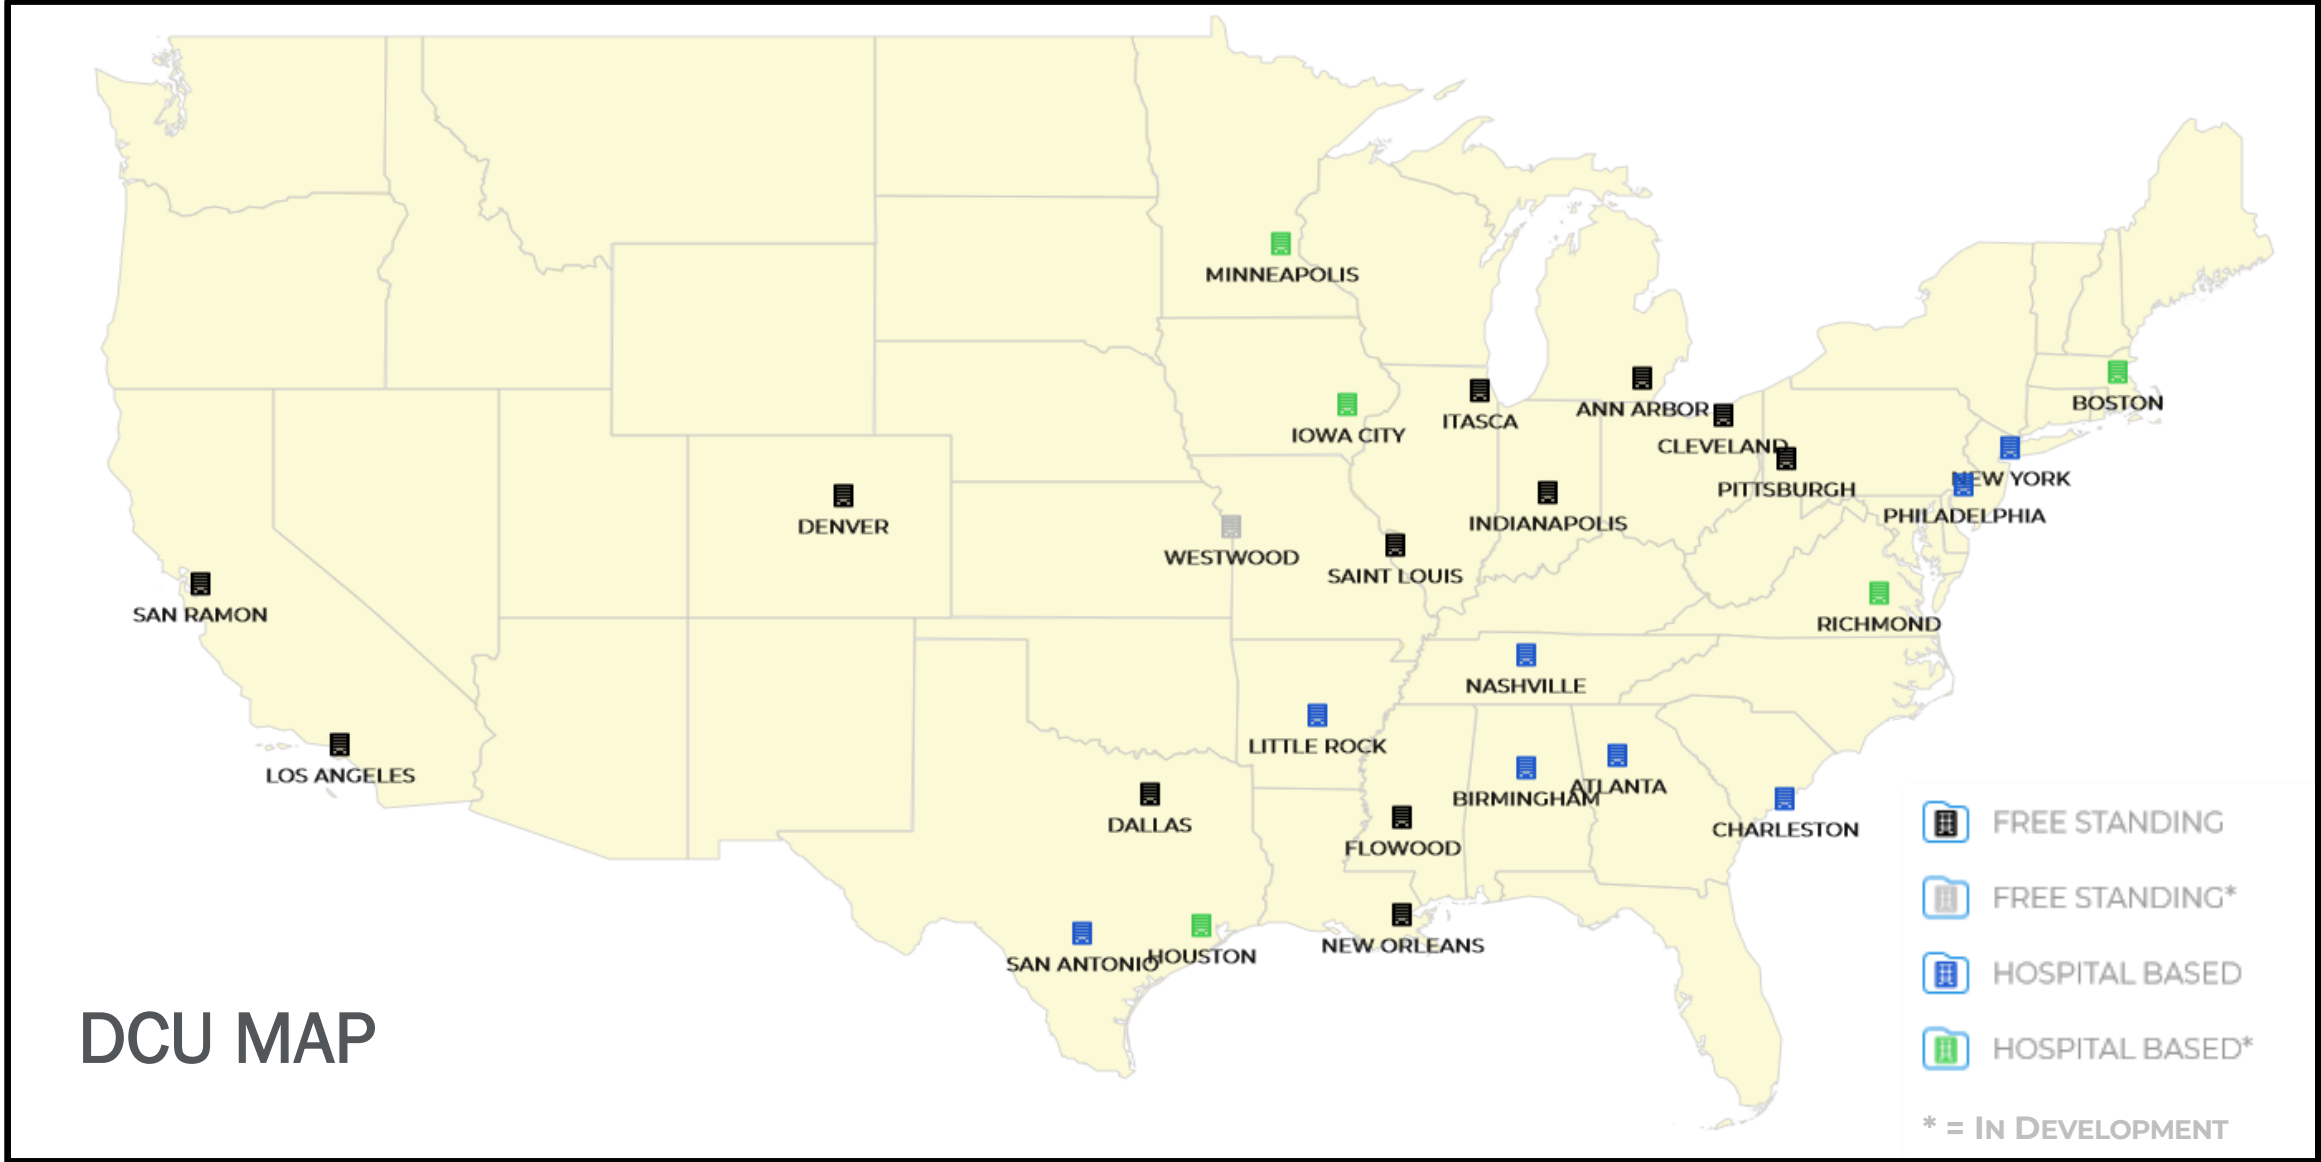 MINNEAPOLIS
BOSTON
ANN ARBOR
ITASCA
IOWA CITY
CLEVELAND
NEW YORK
PITTSBURGH
PHILADELPHIA
INDIANAPOLIS
DENVER
WESTWOOD
SAINT LOUIS
SAN RAMON
RICHMOND
NASHVILLE
LITTLE ROCK
LOS ANGELES
ATLANTA
BIRMINGHAM
DALLAS
CHARLESTON
FLOWOOD
NEW ORLEANS
HOUSTON
SAN ANTONIO
DCU MAP
FREE STANDING
FREE STANDING*
HOSPITAL BASED
HOSPITAL BASED*
* = IN DEVELOPMENT